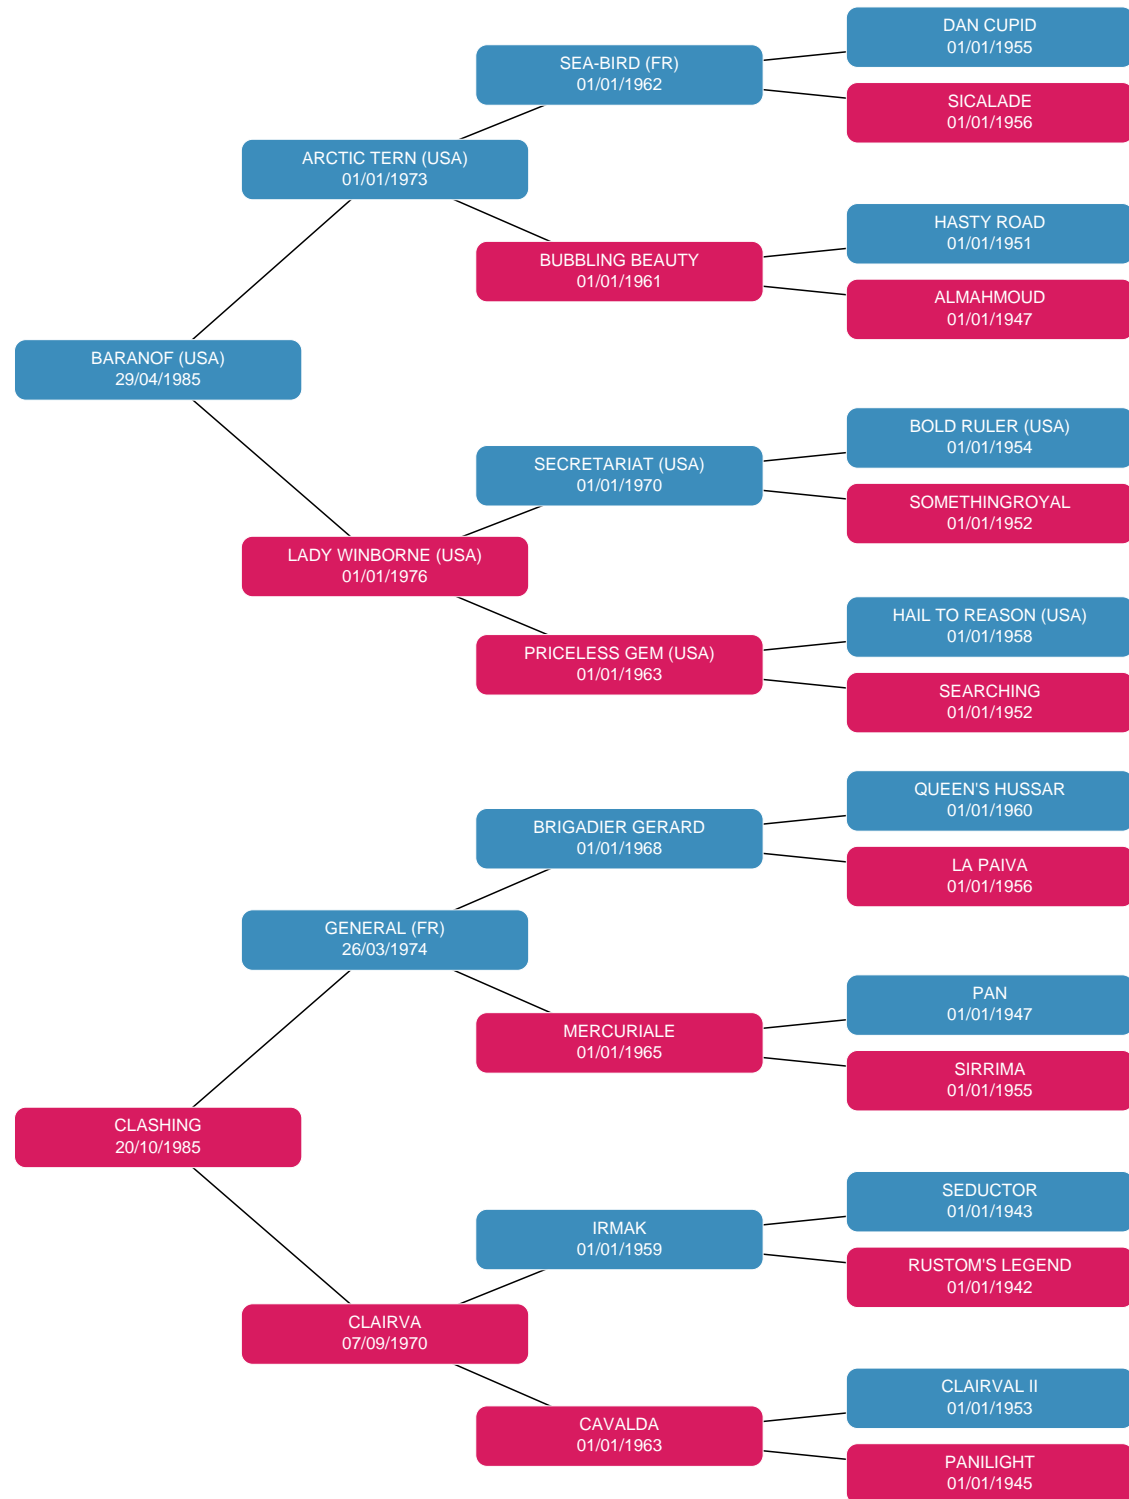 DAN CUPID
01/01/1955
SEA-BIRD (FR)
01/01/1962
SICALADE
01/01/1956
ARCTIC TERN (USA)
01/01/1973
HASTY ROAD
01/01/1951
BUBBLING BEAUTY
01/01/1961
ALMAHMOUD
01/01/1947
BARANOF (USA)
29/04/1985
BOLD RULER (USA)
01/01/1954
SECRETARIAT (USA)
01/01/1970
SOMETHINGROYAL
01/01/1952
LADY WINBORNE (USA)
01/01/1976
HAIL TO REASON (USA)
01/01/1958
PRICELESS GEM (USA)
01/01/1963
SEARCHING
01/01/1952
QUEEN'S HUSSAR
01/01/1960
BRIGADIER GERARD
01/01/1968
LA PAIVA
01/01/1956
GENERAL (FR)
26/03/1974
PAN
01/01/1947
MERCURIALE
01/01/1965
SIRRIMA
01/01/1955
CLASHING
20/10/1985
SEDUCTOR
01/01/1943
IRMAK
01/01/1959
RUSTOM'S LEGEND
01/01/1942
CLAIRVA
07/09/1970
CLAIRVAL II
01/01/1953
CAVALDA
01/01/1963
PANILIGHT
01/01/1945